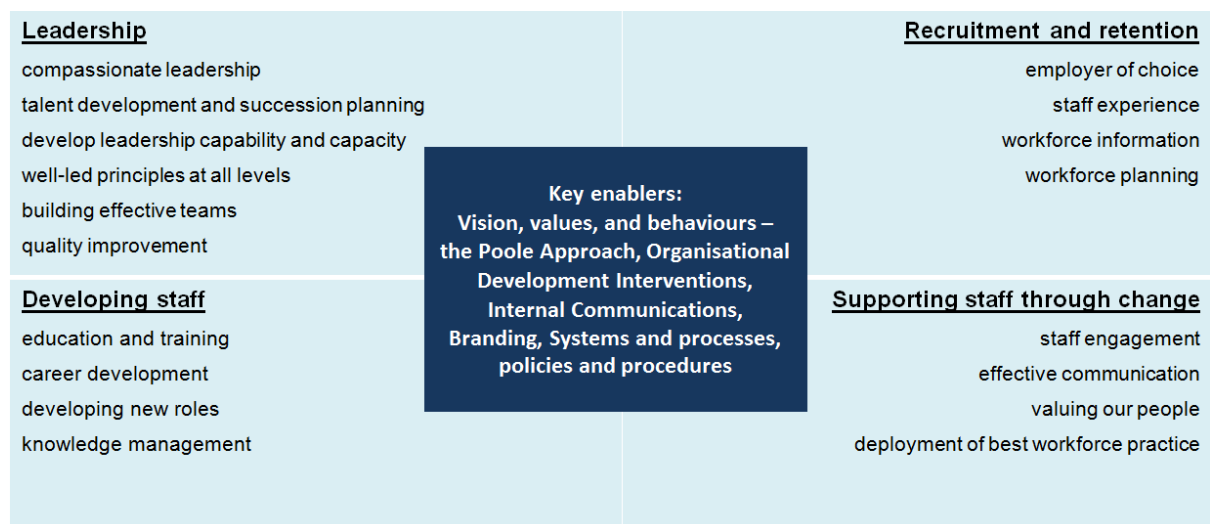 Leadership
compassionate leadership
talent development and succession planning
develop leadership capability and capacity
well-led principles at all levels
building effective teams
quality improvement
Recruitment and retention
employer of choice
staff experience
workforce information
workforce planning
Key enablers:
Vision, values, and behaviours –
the Poole Approach, Organisational
Development Interventions,
Internal Communications,
Branding, Systems and processes,
policies and procedures
Developing staff
education and training
career development
developing new roles
knowledge management
Supporting staff through change
staff engagement
effective communication
valuing our people
deployment of best workforce practice